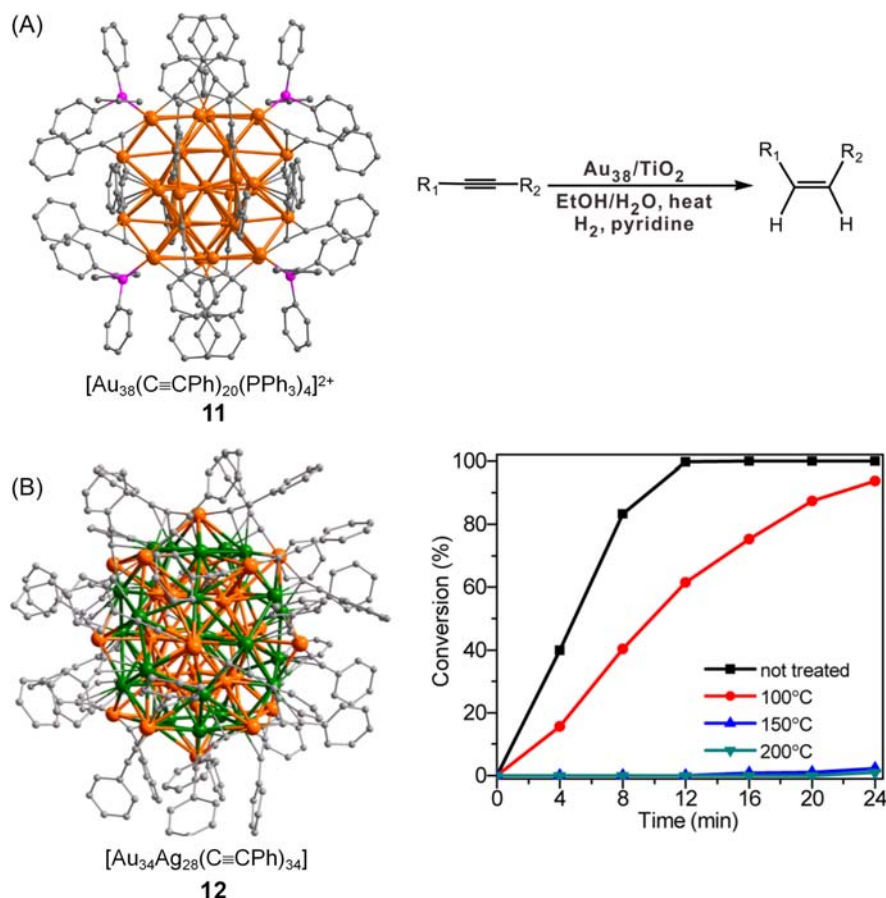 (A)
R₁ R₂
Au₃₈/TiO₂
EtOH/H₂O, heat
H₂, pyridine
R₁ R₂
H H
[Au₃₈(C≡CPh)₂₀(PPh₃)₄]²⁺
11
(B)
[Au₃₄Ag₂₈(C≡CPh)₃₄]
12
Conversion (%)
100
80
60
40
20
0
not treated
100°C
150°C
200°C
0 4 8 12 16 20 24
Time (min)